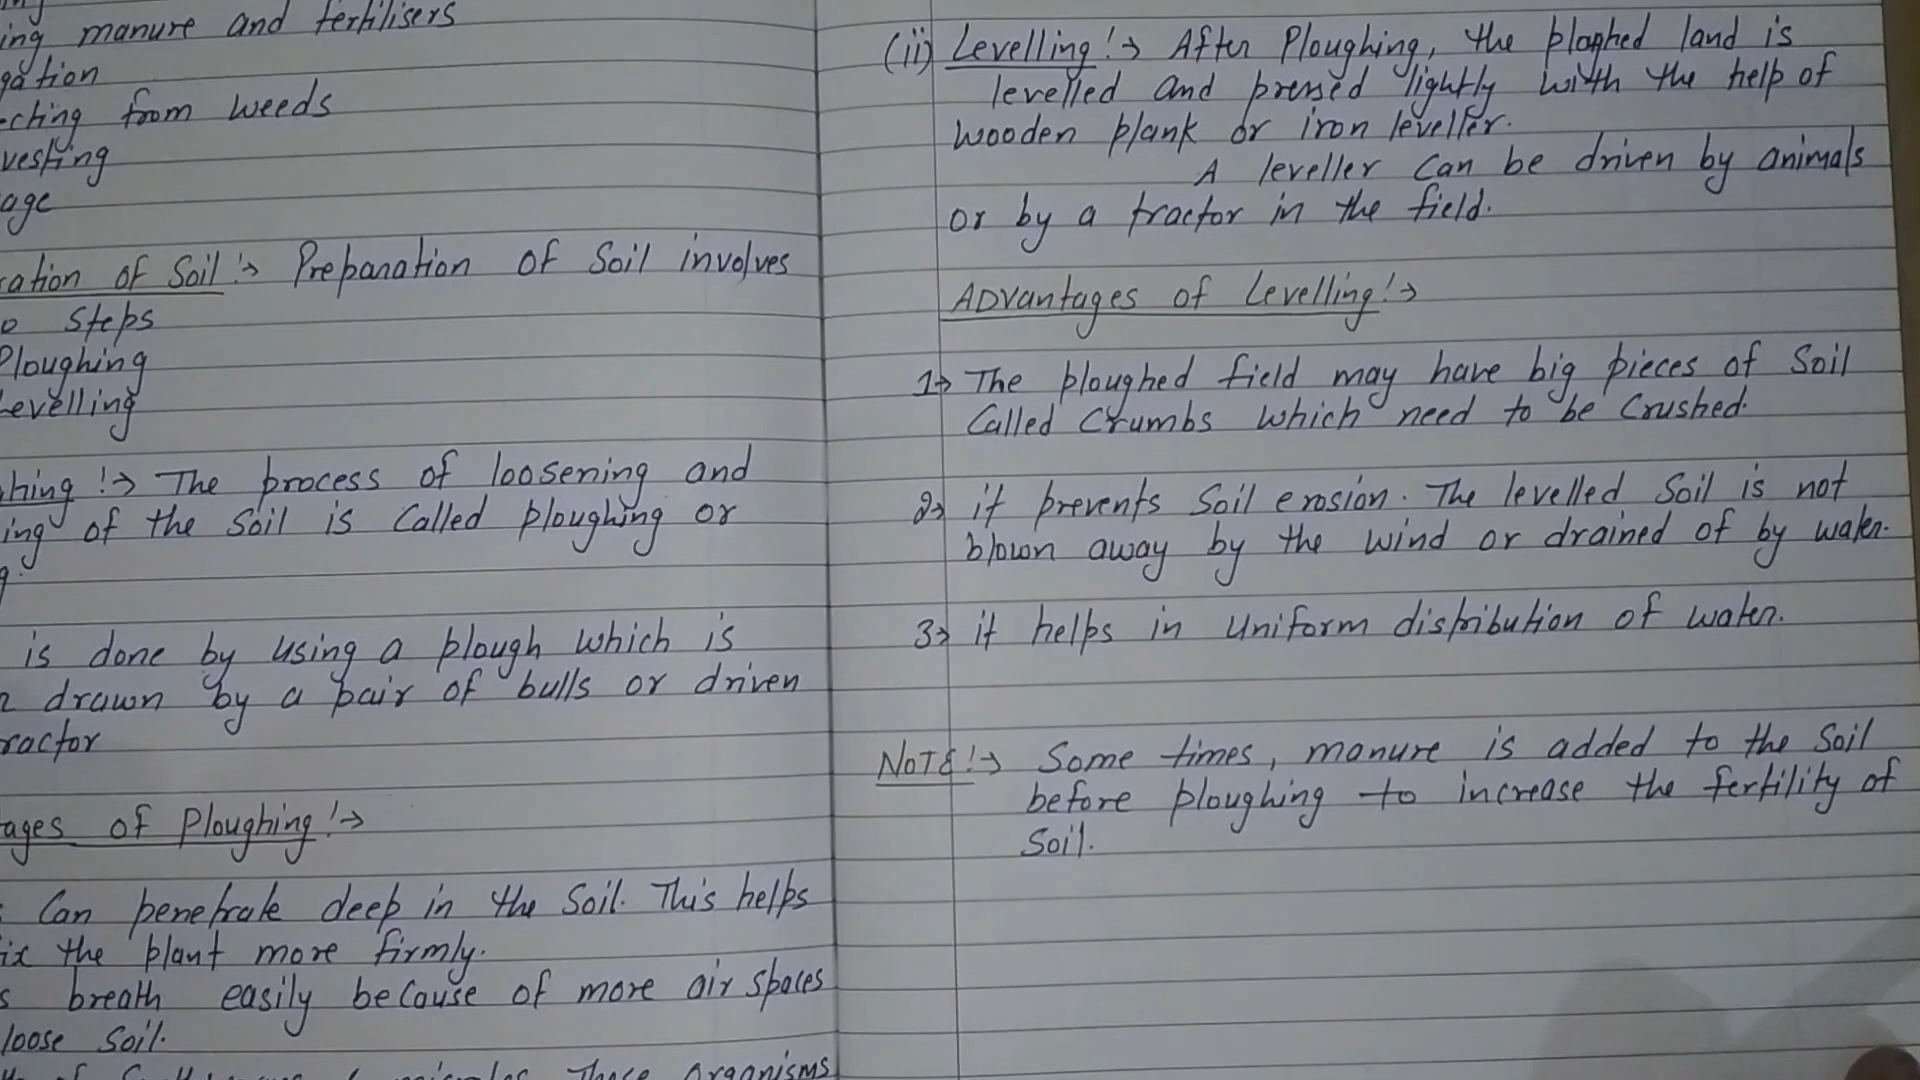 ing manure and fertilisers
gation
cting from weeds
vesting
age
ration of Soil :→ Preparation of Soil involves
o steps
Ploughing
Levelling
ghing :→ The process of loosening and
ing of the soil is Called ploughing or
g.
is done by using a plough which is
drawn by a pair of bulls or driven
ractor
ages of Ploughing :→
Can penetrate deep in the Soil. This helps
ix the plant more firmly.
s breath easily because of more air spaces
loose Soil.
These organisms
(ii) Levelling :→ After Ploughing, the ploghed land is
levelled and pressed lightly with the help of
wooden plank or iron leveller.
A leveller Can be driven by animals
or by a tractor in the field.
Advantages of Levelling :→
1→ The ploughed field may have big pieces of Soil
Called Crumbs which need to be Crushed.
2→ it prevents Soil erosion. The levelled Soil is not
blown away by the wind or drained of by water.
3→ it helps in Uniform distribution of water.
NOTE :→ Some times, manure is added to the Soil
before ploughing to increase the fertility of
Soil.